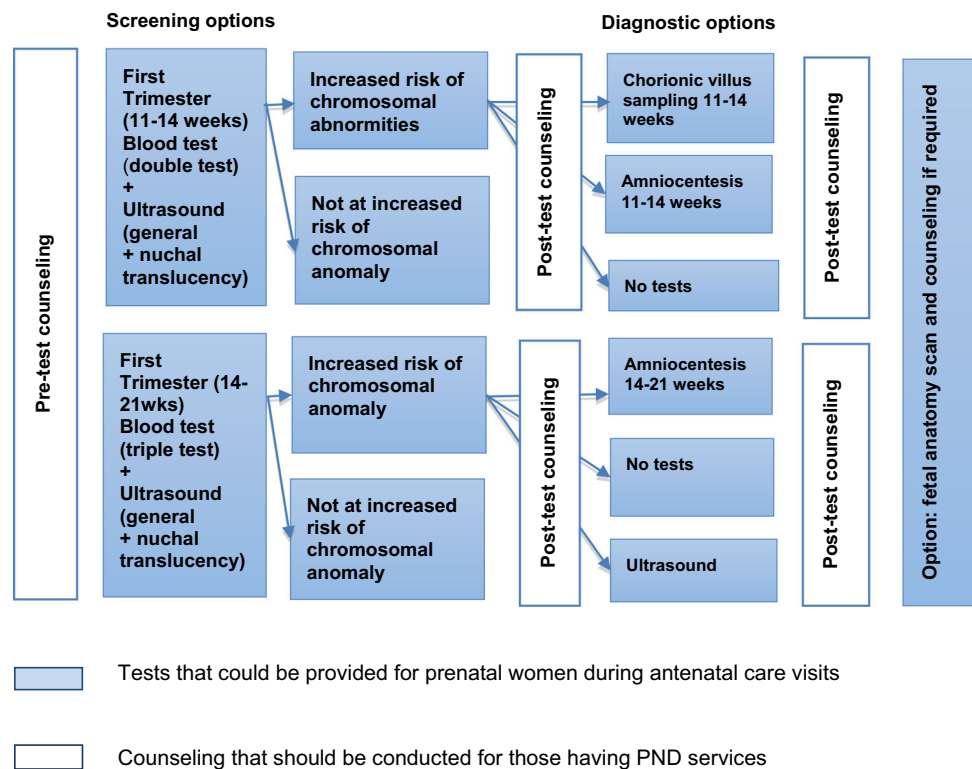 Screening options
Diagnostic options
Pre-test counseling
First
Trimester
(11-14 weeks)
Blood test
(double test)
+
Ultrasound
(general
+ nuchal
translucency)
Increased risk of
chromosomal
abnormities
Not at increased
risk of
chromosomal
anomaly
Post-test counseling
Chorionic villus
sampling 11-14
weeks
Amniocentesis
11-14 weeks
No tests
Post-test counseling
First
Trimester (14-
21wks)
Blood test
(triple test)
+
Ultrasound
(general
+ nuchal
translucency)
Increased risk of
chromosomal
anomaly
Not at increased
risk of
chromosomal
anomaly
Post-test counseling
Amniocentesis
14-21 weeks
No tests
Ultrasound
Post-test counseling
Option: fetal anatomy scan and counseling if required
Tests that could be provided for prenatal women during antenatal care visits
Counseling that should be conducted for those having PND services